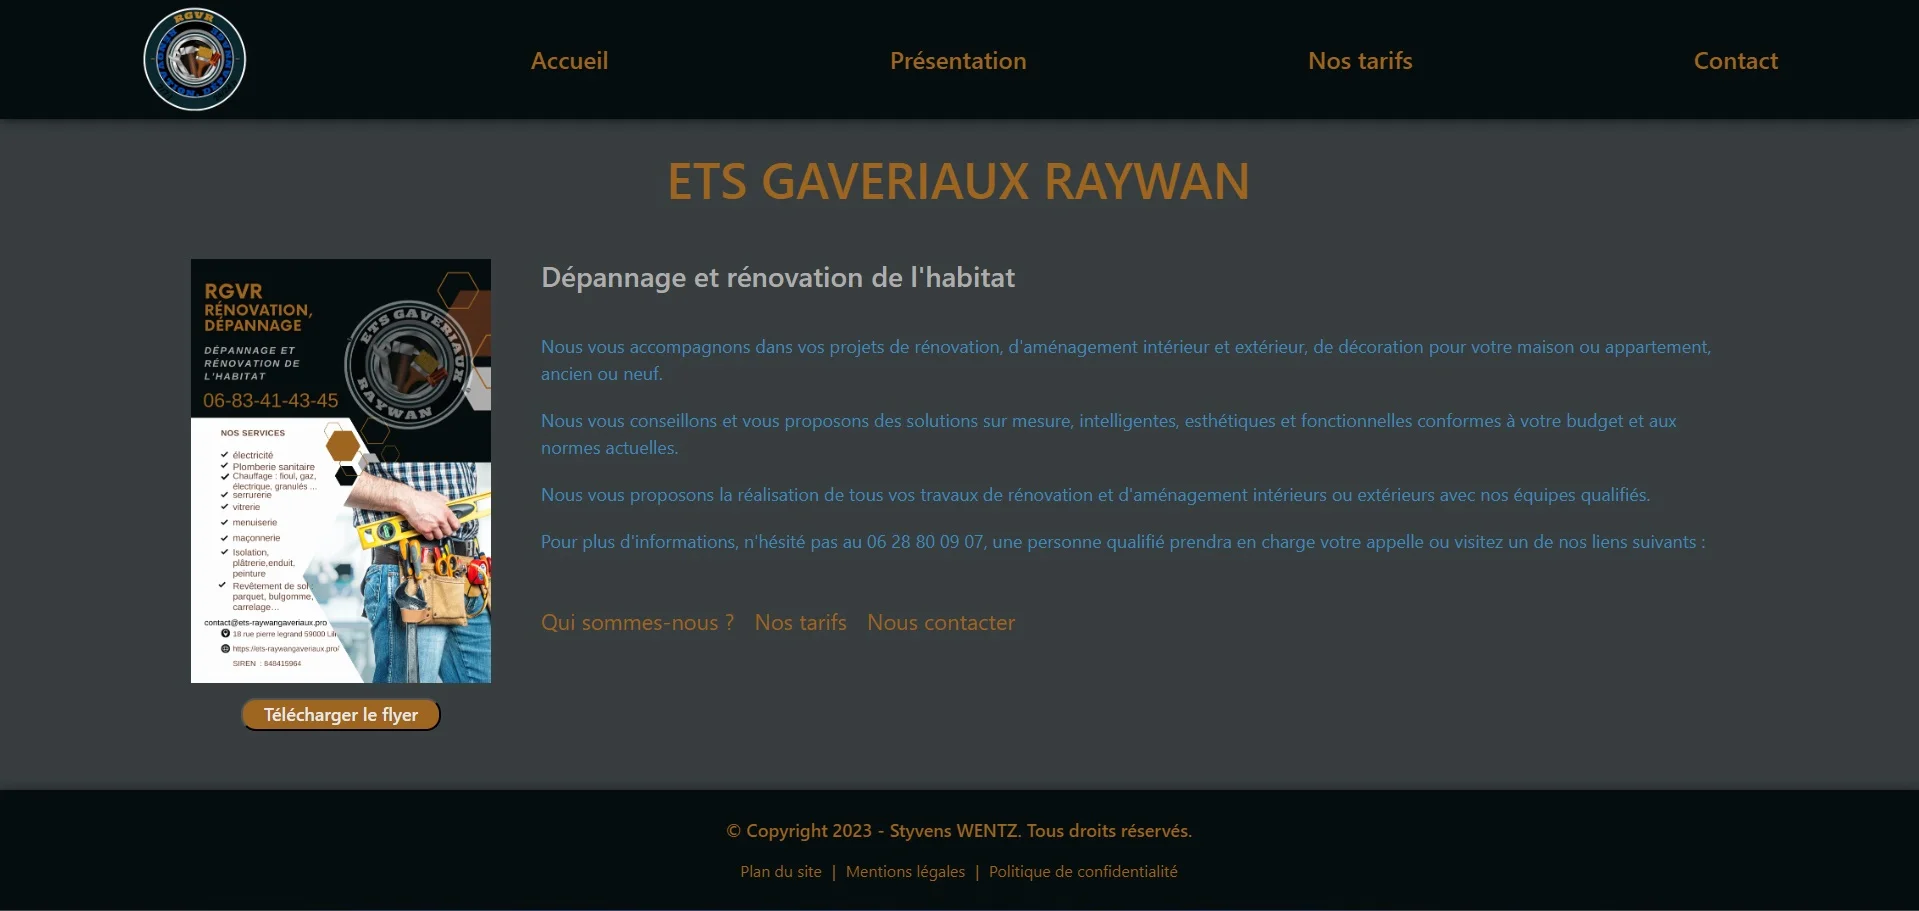 RGVR
Accueil
Présentation
Nos tarifs
Contact
ETS GAVERIAUX RAYWAN
RGVR
RÉNOVATION,
DÉPANNAGE
DÉPANNAGE ET
RÉNOVATION DE
L'HABITAT
06-83-41-43-45
ETS GAVERIAUX
RAYWAN
NOS SERVICES
électricité
Plomberie sanitaire
Chauffage : fioul, gaz,
électrique, granulés ...
serrurerie
vitrerie
menuiserie
maçonnerie
Isolation,
plâtrerie,enduit,
peinture
Revêtement de sol :
parquet, bulgomme,
carrelage...
contact@ets-raywangaveriaux.pro
18 rue pierre legrand 59000
https://ets-raywangaveriaux.pro/
SIREN : 848415964
Télécharger le flyer
Dépannage et rénovation de l'habitat
Nous vous accompagnons dans vos projets de rénovation, d'aménagement intérieur et extérieur, de décoration pour votre maison ou appartement,
ancien ou neuf.
Nous vous conseillons et vous proposons des solutions sur mesure, intelligentes, esthétiques et fonctionnelles conformes à votre budget et aux
normes actuelles.
Nous vous proposons la réalisation de tous vos travaux de rénovation et d'aménagement intérieurs ou extérieurs avec nos équipes qualifiés.
Pour plus d'informations, n'hésité pas au 06 28 80 09 07, une personne qualifié prendra en charge votre appelle ou visitez un de nos liens suivants :
Qui sommes-nous ?
Nos tarifs
Nous contacter
© Copyright 2023 - Styvens WENTZ. Tous droits réservés.
Plan du site | Mentions légales | Politique de confidentialité